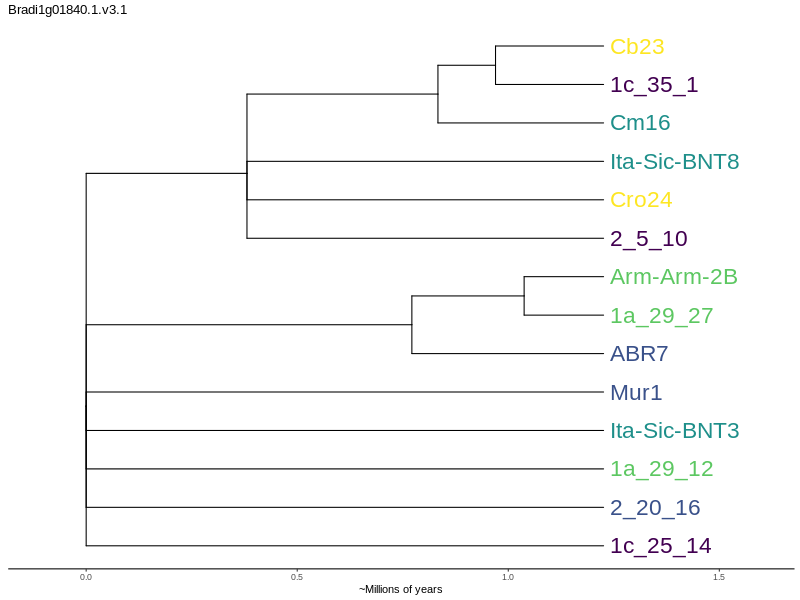 Bradi1g01840.1.v3.1
Cb23
1c_35_1
Cm16
Ita-Sic-BNT8
Cro24
2_5_10
Arm-Arm-2B
1a_29_27
ABR7
Mur1
Ita-Sic-BNT3
1a_29_12
2_20_16
1c_25_14
0.0 0.5 1.0 1.5
~Millions of years